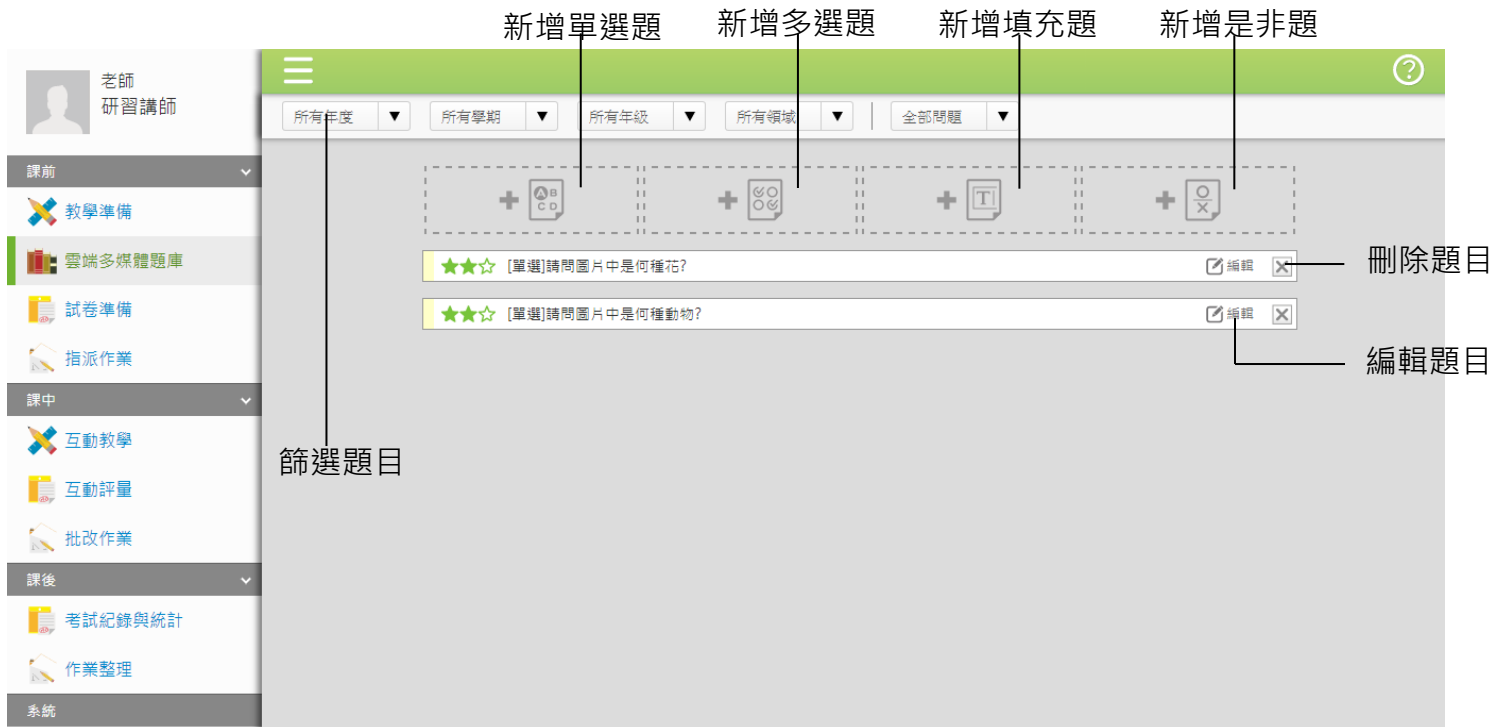 新增單選題
新增多選題
新增填充題
新增是非題
老師
研習講師
所有年度
所有學期
所有年級
所有領域
全部問題
課前
教學準備
雲端多媒體題庫
試卷準備
指派作業
課中
互動教學
互動評量
批改作業
課後
考試紀錄與統計
作業整理
系統
A B
C D
T
[單選]請問圖片中是何種花?
編輯
刪除題目
[單選]請問圖片中是何種動物?
編輯
編輯題目
篩選題目